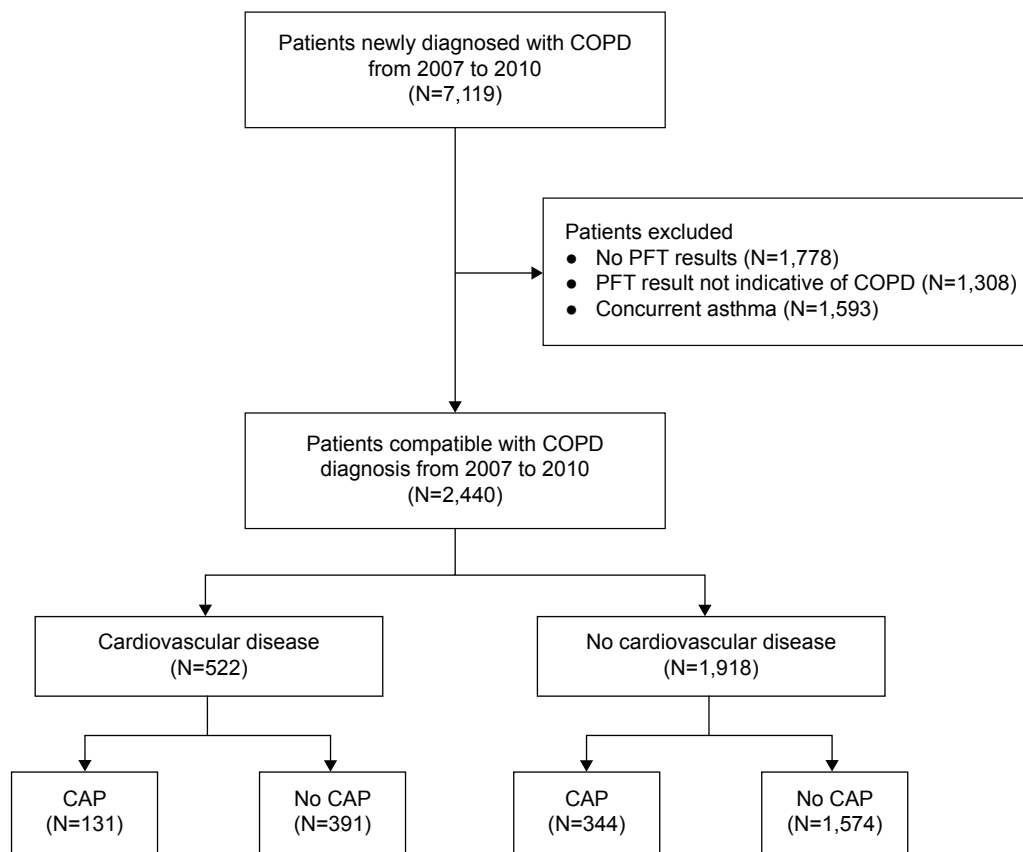 Patients newly diagnosed with COPD
from 2007 to 2010
(N=7,119)
Patients excluded
● No PFT results (N=1,778)
● PFT result not indicative of COPD (N=1,308)
● Concurrent asthma (N=1,593)
Patients compatible with COPD
diagnosis from 2007 to 2010
(N=2,440)
Cardiovascular disease
(N=522)
No cardiovascular disease
(N=1,918)
CAP
(N=131)
No CAP
(N=391)
CAP
(N=344)
No CAP
(N=1,574)